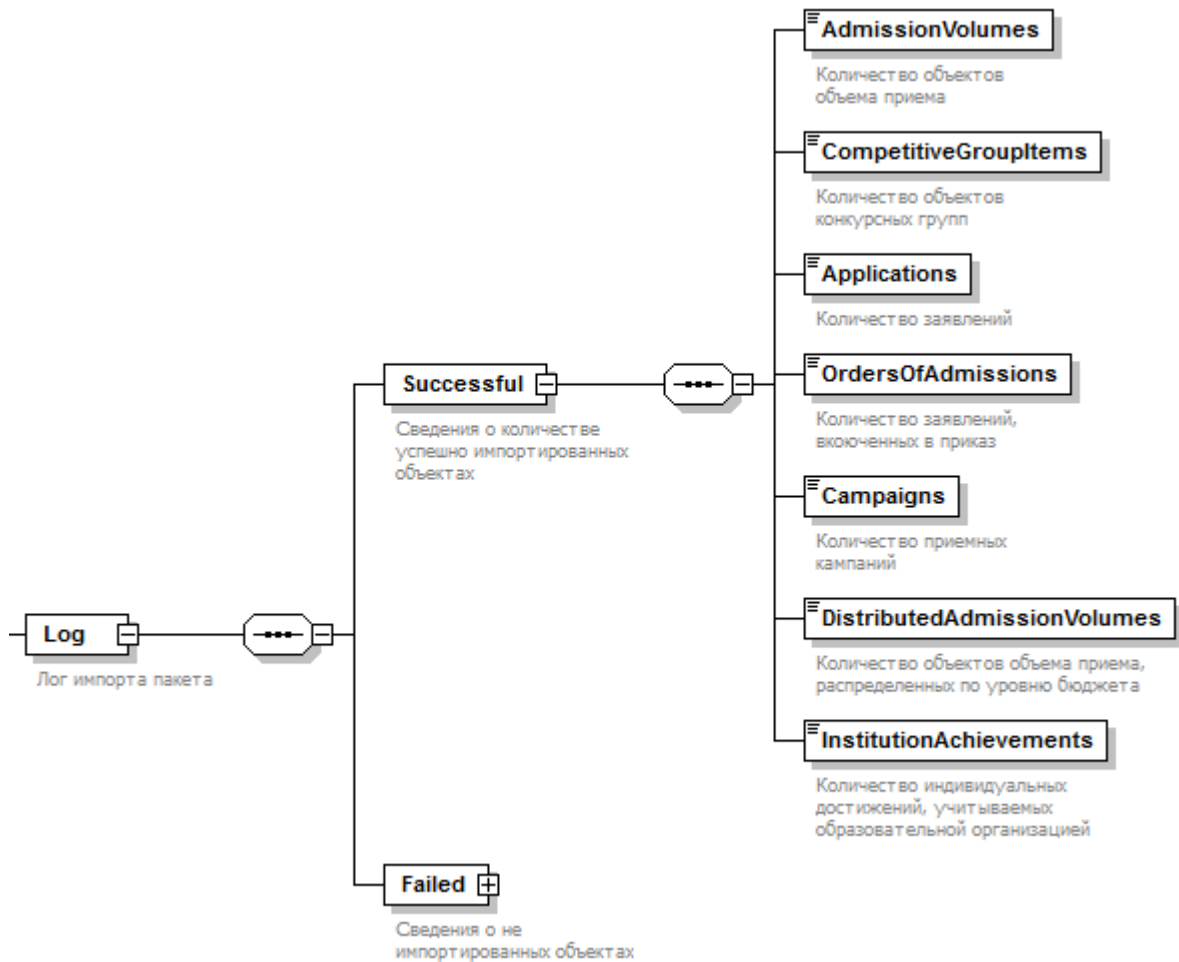 AdmissionVolumes
Количество объектов
объема приема
CompetitiveGroupItems
Количество объектов
конкурсных групп
Applications
Количество заявлений
Successful
Сведения о количестве
успешно импортированных
объектах
OrdersOfAdmissions
Количество заявлений,
вкоюченных в приказ
Campaigns
Количество приемных
кампаний
Log
Лог импорта пакета
DistributedAdmissionVolumes
Количество объектов объема приема,
распределенных по уровню бюджета
InstitutionAchievements
Количество индивидуальных
достижений, учитываемых
образовательной организацией
Failed
Сведения о не
импортированных объектах